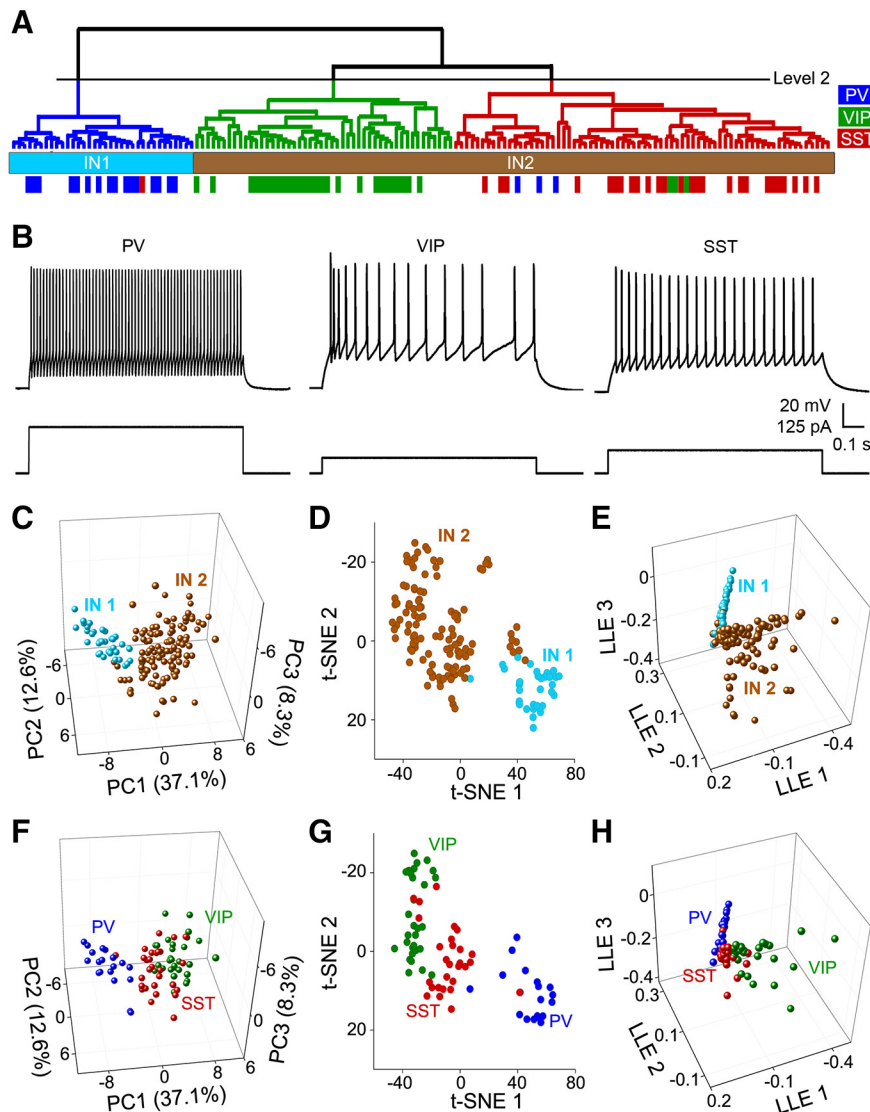 A
Level 2
PV
VIP
SST
IN1
IN2
B
PV
VIP
SST
20 mV
125 pA
0.1 s
C
IN 1
IN 2
PC2 (12.6%)
-6
0
6
-8
0
8
PC1 (37.1%)
-6
0
6
PC3 (8.3%)
D
IN 2
IN 1
t-SNE 2
-20
0
20
-40
0
40
80
t-SNE 1
E
IN 1
IN 2
LLE 3
0
-0.2
-0.4
0.3
0.1
-0.1
LLE 2
0.2
-0.1
-0.4
LLE 1
F
PV
VIP
SST
PC2 (12.6%)
-6
0
6
-8
0
8
PC1 (37.1%)
-6
0
6
PC3 (8.3%)
G
VIP
SST
PV
t-SNE 2
-20
0
20
-40
0
40
80
t-SNE 1
H
PV
SST
VIP
LLE 3
0
-0.2
-0.4
0.3
0.1
-0.1
LLE 2
0.2
-0.1
-0.4
LLE 1